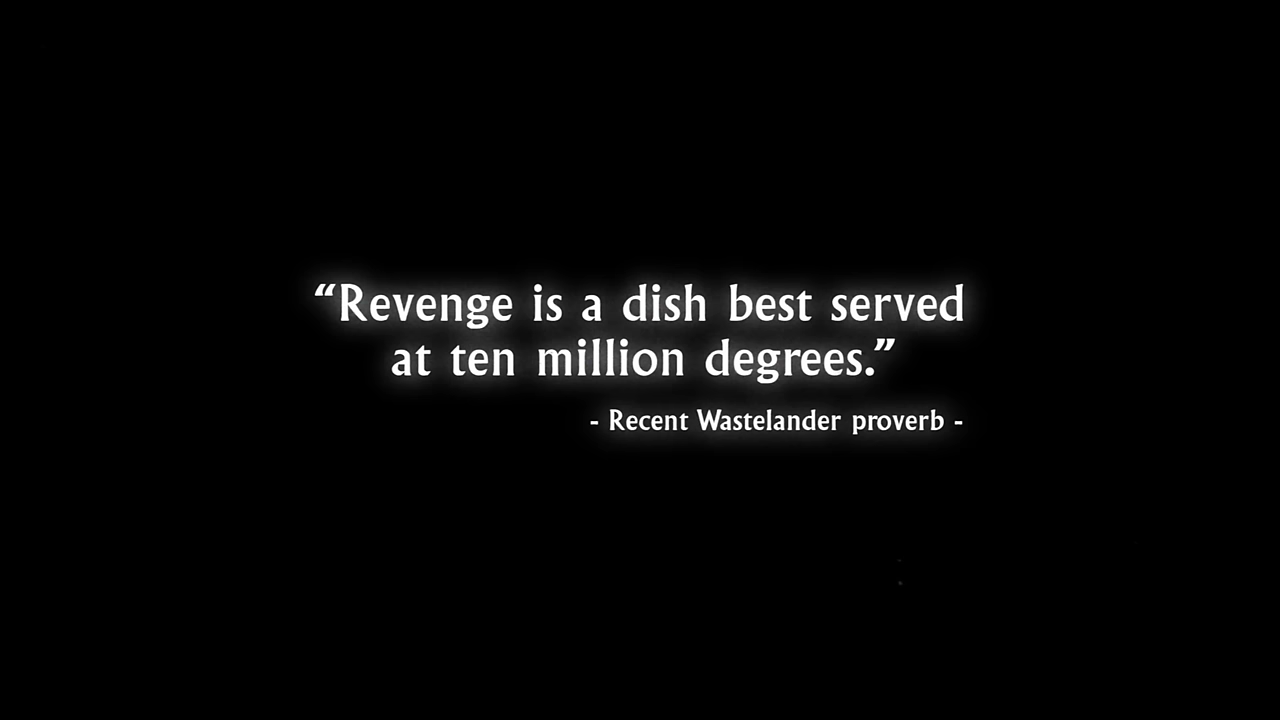 “Revenge is a dish best served
at ten million degrees.”
- Recent Wastelander proverb -